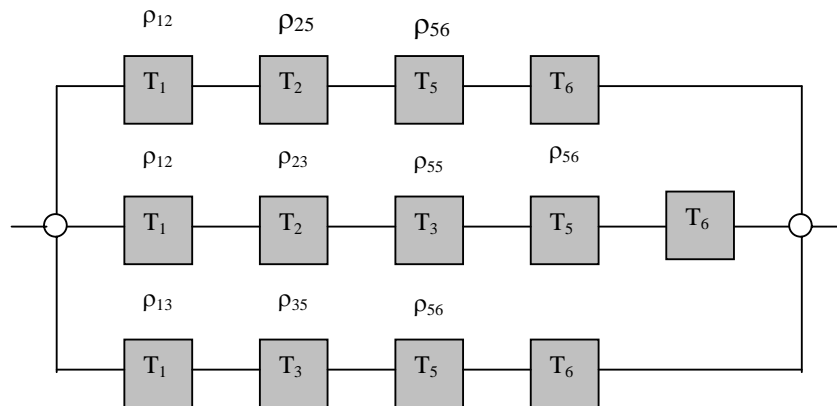 ρ₁₂ ρ₂₅ ρ₅₆
T₁ T₂ T₅ T₆
ρ₁₂ ρ₂₃ ρ₅₅ ρ₅₆
T₁ T₂ T₃ T₅ T₆
ρ₁₃ ρ₃₅ ρ₅₆
T₁ T₃ T₅ T₆